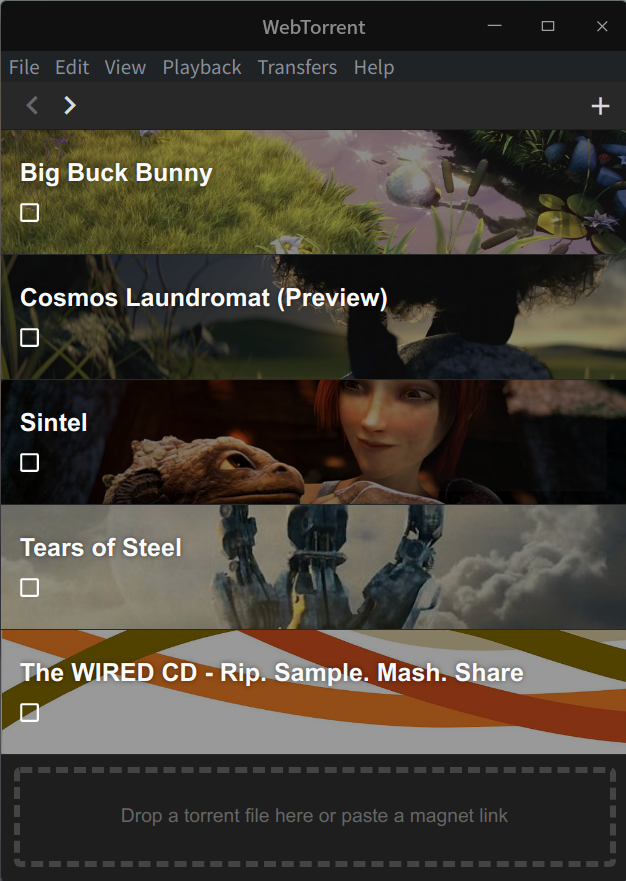 WebTorrent
File Edit View Playback Transfers Help
Big Buck Bunny
Cosmos Laundromat (Preview)
Sintel
Tears of Steel
The WIRED CD - Rip. Sample. Mash. Share
Drop a torrent file here or paste a magnet link